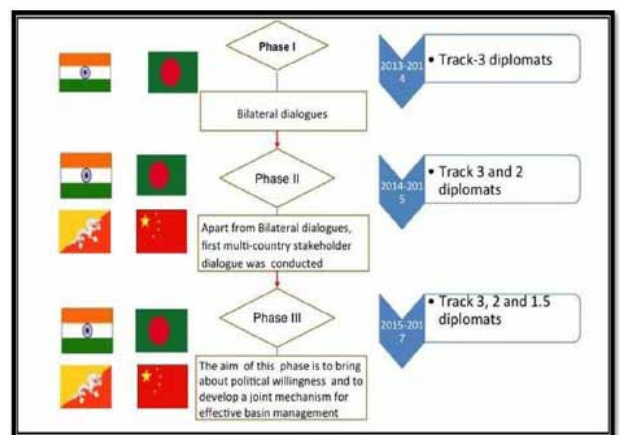 Phase I
2013-201
4
• Track-3 diplomats
Bilateral dialogues
Phase II
2014-201
5
• Track 3 and 2
diplomats
Apart from Bilateral dialogues,
first multi-country stakeholder
dialogue was conducted
Phase III
2015-201
7
• Track 3, 2 and 1.5
diplomats
The aim of this phase is to bring
about political willingness and to
develop a joint mechanism for
effective basin management